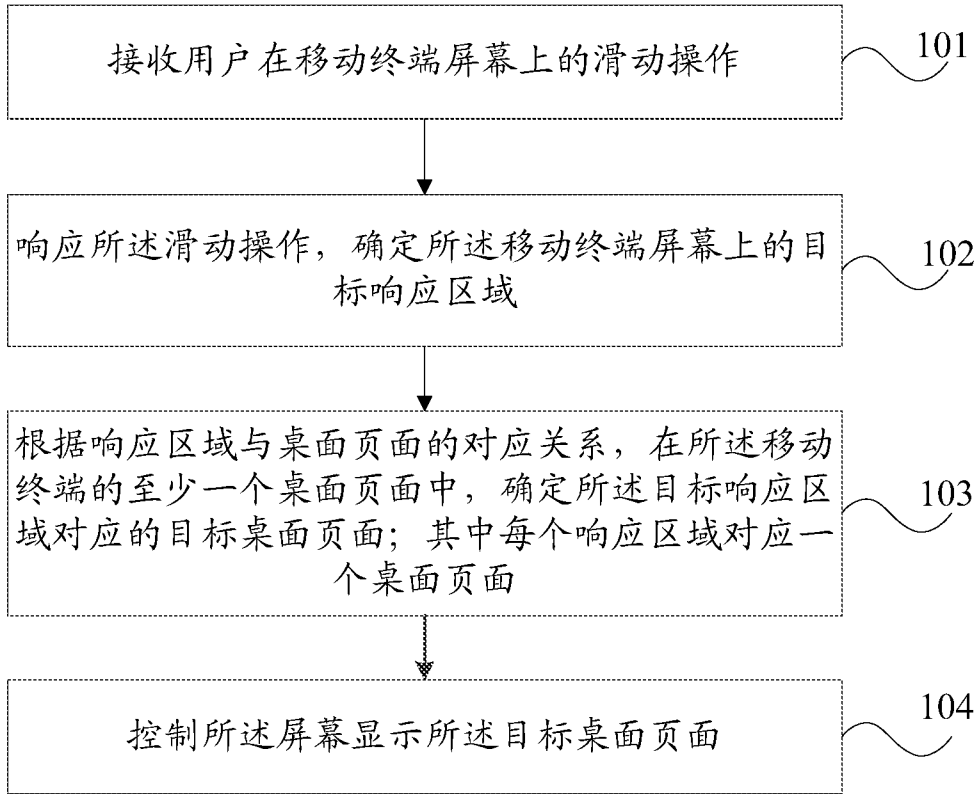 接收用户在移动终端屏幕上的滑动操作
101
响应所述滑动操作，确定所述移动终端屏幕上的目
标响应区域
102
根据响应区域与桌面页面的对应关系，在所述移动
终端的至少一个桌面页面中，确定所述目标响应区
域对应的目标桌面页面；其中每个响应区域对应一
个桌面页面
103
控制所述屏幕显示所述目标桌面页面
104